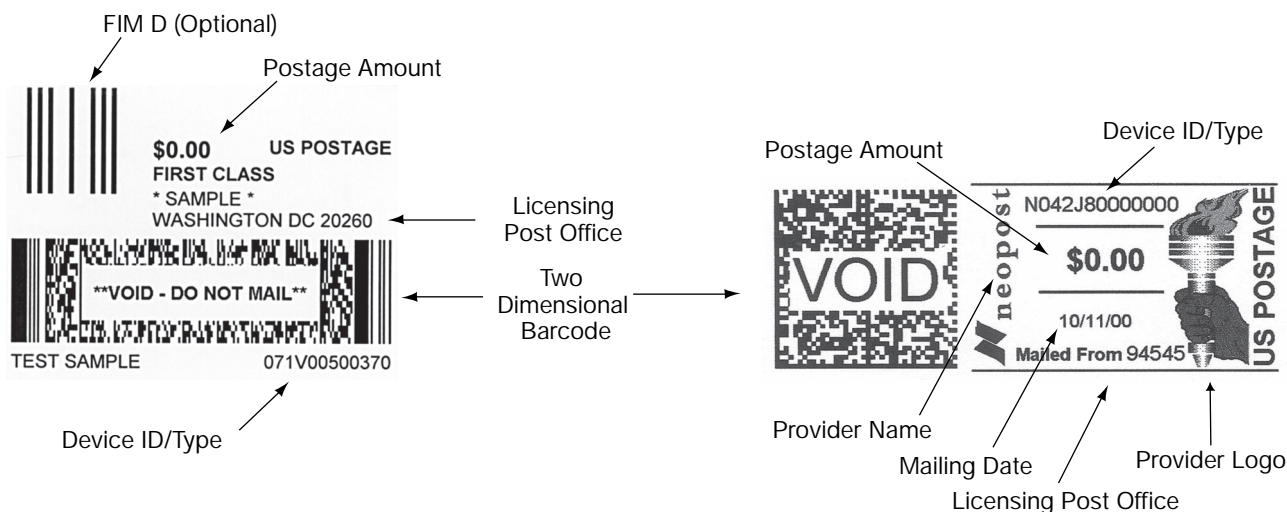 FIM D (Optional)
Postage Amount
$0.00 US POSTAGE
FIRST CLASS
* SAMPLE *
WASHINGTON DC 20260
**VOID - DO NOT MAIL**
TEST SAMPLE 071V00500370
Device ID/Type
Licensing
Post Office
Two
Dimensional
Barcode
Postage Amount
Device ID/Type
VOID
neopost
N042J80000000
$0.00
10/11/00
Mailed From 94545
US POSTAGE
Provider Name
Mailing Date
Licensing Post Office
Provider Logo